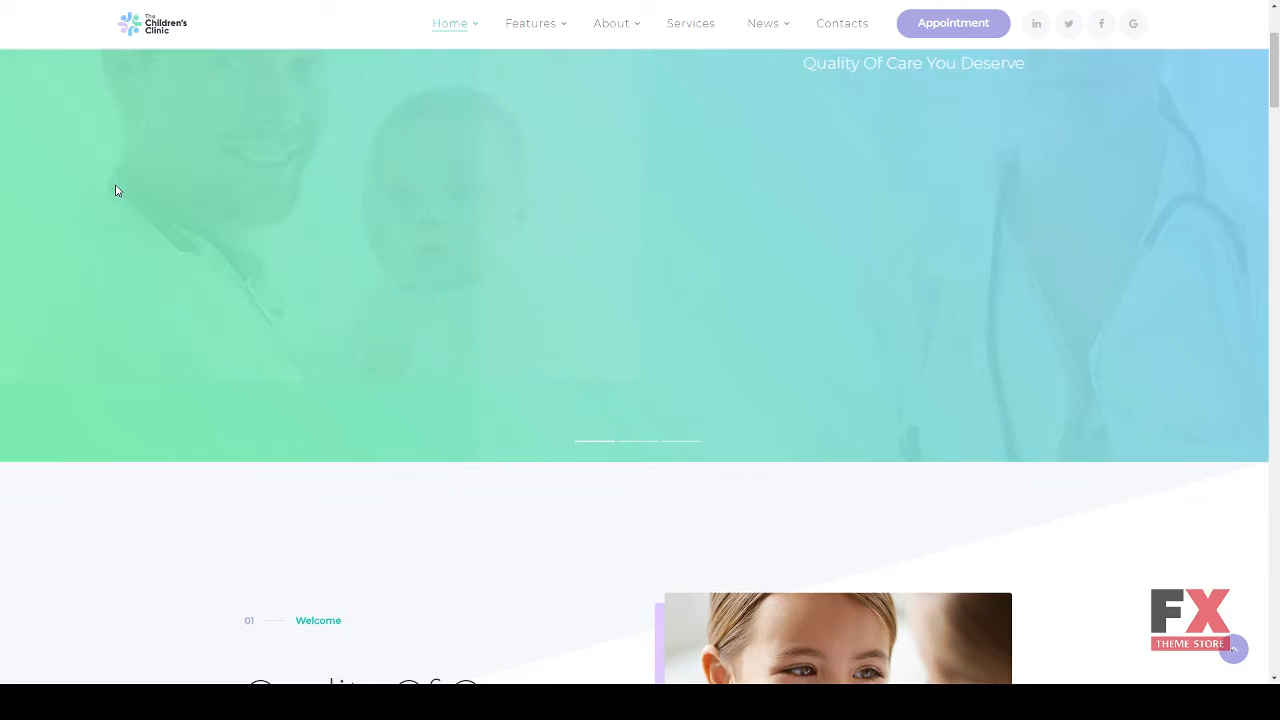 The
Children's
Clinic
Home
Features
About
Services
News
Contacts
Appointment
Quality Of Care You Deserve
01
Welcome
FX
THEME STORE